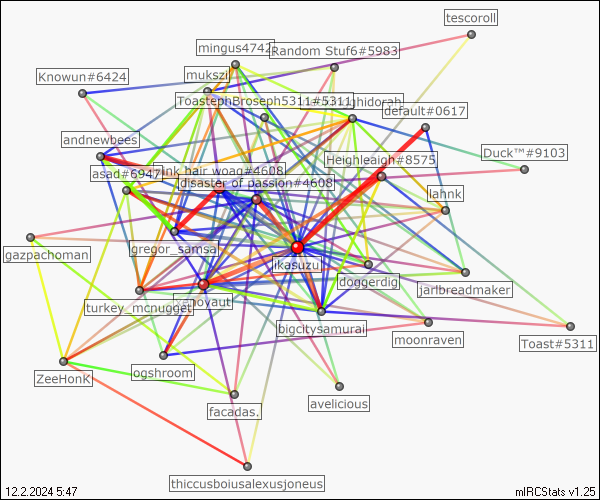 tescoroll
mingus4742
Random Stuf6#5983
Knowun#6424
mukszi
ToastephBroseph5311#5311
ghidorah
default#0617
andnewbees
Duck™#9103
Heighleaigh#8575
asad#6947
ink hair woag#4608
disaster of passion#4608
lahnk
gregor_samsa
gazpachoman
ikasuzu
doggerdig
jarlbreadmaker
turkey_mcnugget
bigcitysamurai
moonraven
Toast#5311
ZeeHonK
ogshroom
facadas.
avelicious
thiccusboiusalexusjoneus
12.2.2024 5:47
mIRCStats v1.25